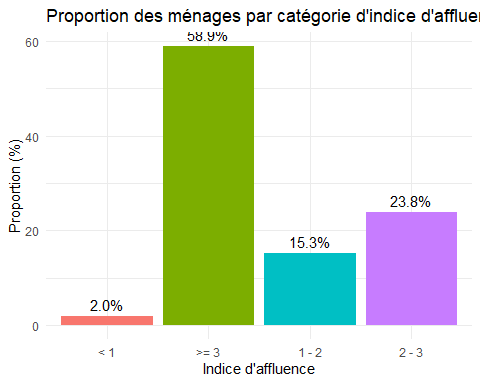 Proportion des ménages par catégorie d'indice d'affluen
60
58.9%
40
Proportion (%)
23.8%
20
15.3%
2.0%
0
< 1
>= 3
1 - 2
2 - 3
Indice d'affluence